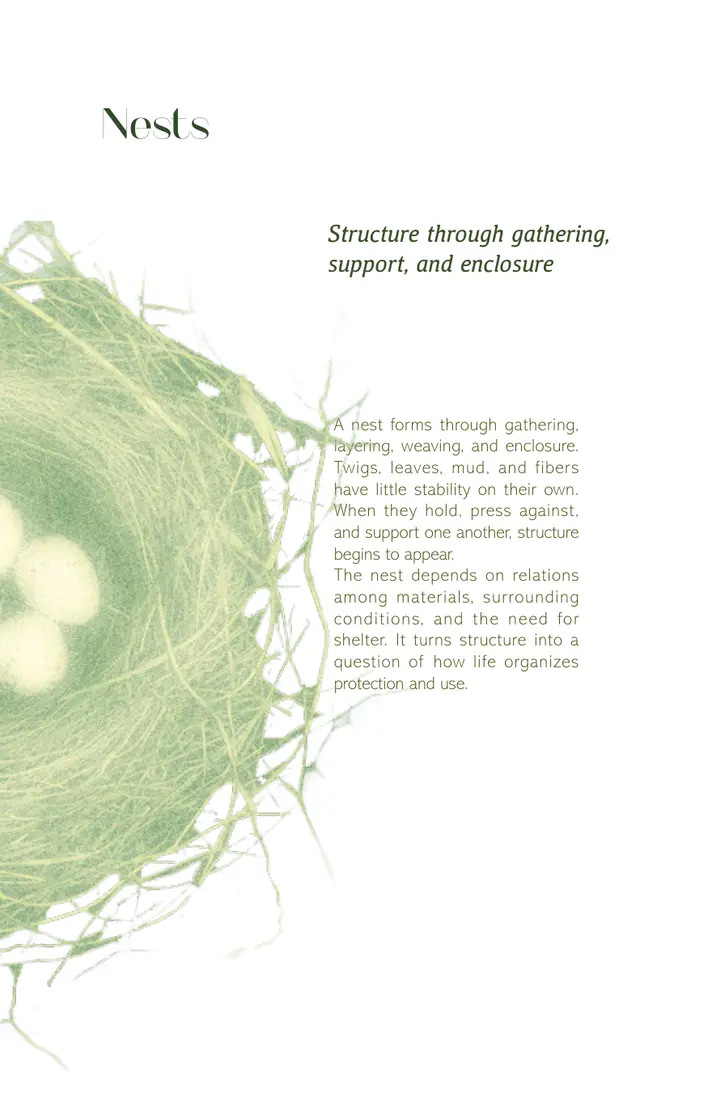 Nests
Structure through gathering,
support, and enclosure
A nest forms through gathering,
layering, weaving, and enclosure.
Twigs, leaves, mud, and fibers
have little stability on their own.
When they hold, press against,
and support one another, structure
begins to appear.
The nest depends on relations
among materials, surrounding
conditions, and the need for
shelter. It turns structure into a
question of how life organizes
protection and use.